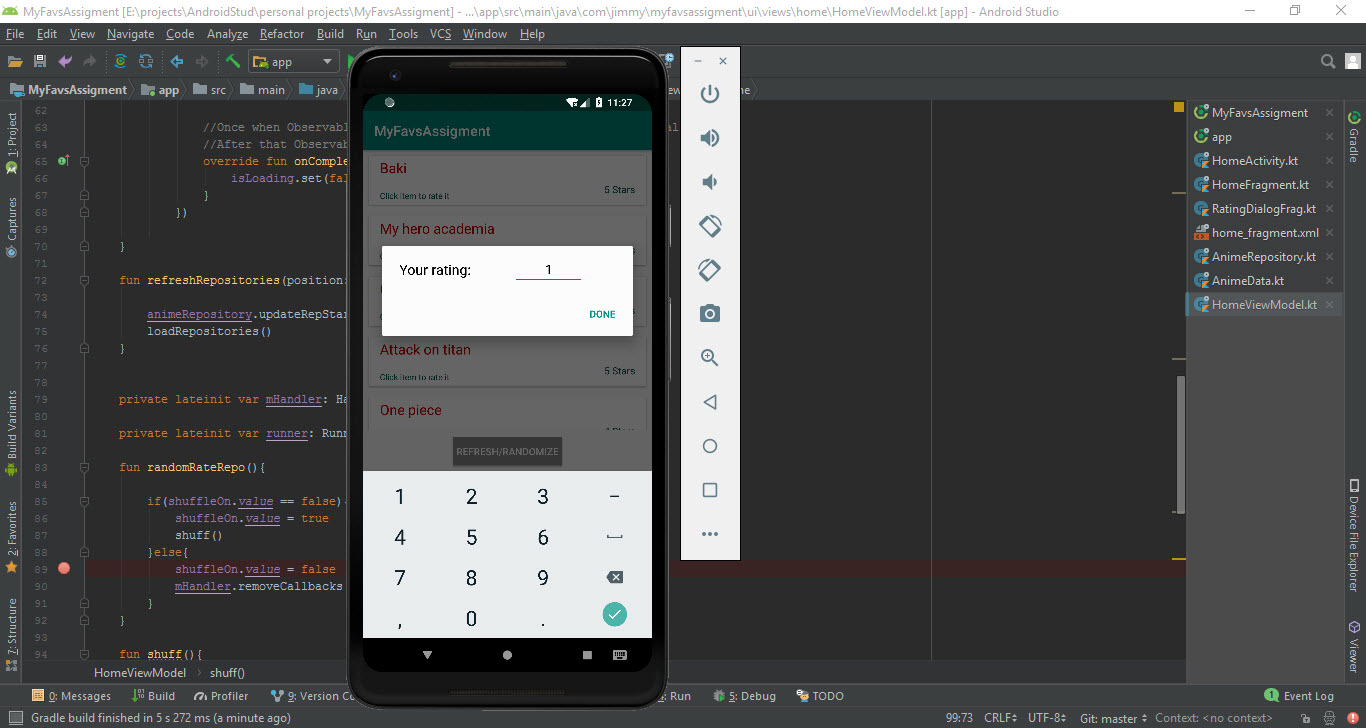 MyFavsAssigment [E:\projects\AndroidStud\personal projects\MyFavsAssigment] - ...\app\src\main\java\com\jimmy\myfavsassigment\ui\views\home\HomeViewModel.kt [app] - Android Studio
File Edit View Navigate Code Analyze Refactor Build Run Tools VCS Window Help
app
MyFavsAssigment app src main java
11:27
MyFavsAssigment
Baki
5 Stars
Click item to rate it
My hero academia
Your rating: 1
DONE
Attack on titan
5 Stars
Click item to rate it
One piece
REFRESH/RANDOMIZE
1 2 3 –
4 5 6
7 8 9
, 0 .
62
63 //Once when Observabl
64 //After that Observab
65 override fun onComple
66 isLoading.set(fal
67 }
68 })
69
70 }
71
72 fun refreshRepositories(position:
73
74 animeRepository.updateRepStar
75 loadRepositories()
76 }
77
78
79 private lateinit var mHandler: Ha
80
81 private lateinit var runner: Runn
82
83 fun randomRateRepo(){
84
85 if(shuffleOn.value == false)
86 shuffleOn.value = true
87 shuff()
88 }else{
89 shuffleOn.value = false
90 mHandler.removeCallbacks
91 }
92 }
93
94 fun shuff(){
HomeViewModel shuff()
MyFavsAssigment
app
HomeActivity.kt
HomeFragment.kt
RatingDialogFrag.kt
home_fragment.xml
AnimeRepository.kt
AnimeData.kt
HomeViewModel.kt
1: Project
Captures
Build Variants
2: Favorites
7: Structure
Gradle
Device File Explorer
Viewer
0: Messages Build Profiler 9: Version Co Run 5: Debug TODO 1 Event Log
Gradle build finished in 5 s 272 ms (a minute ago) 99:73 CRLF UTF-8 Git: master Context: <no context>